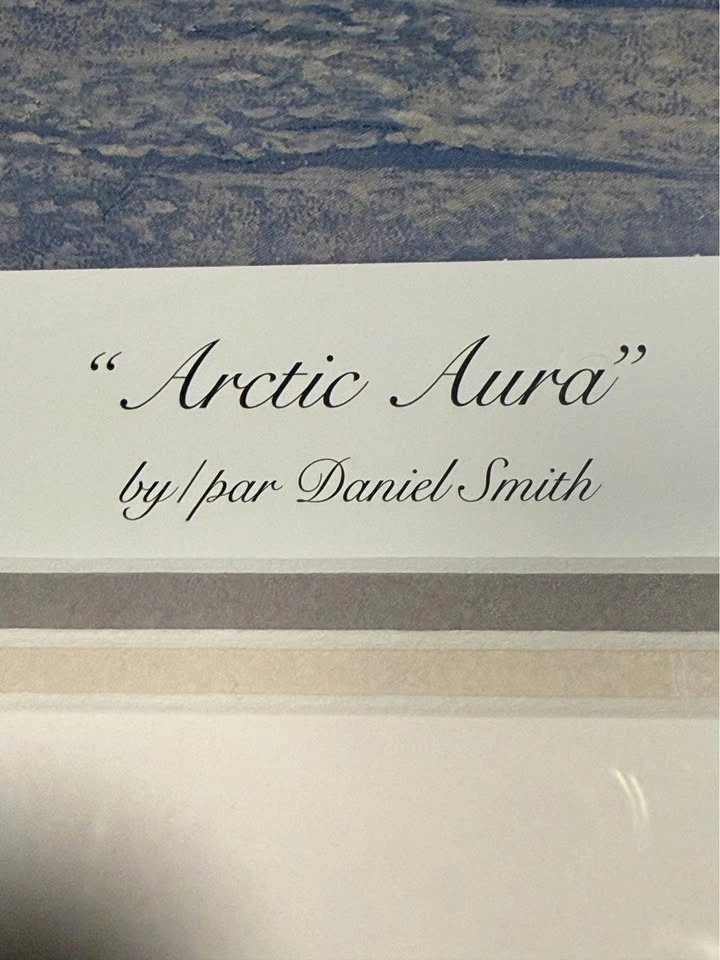 “Arctic Aura”
by/par Daniel Smith